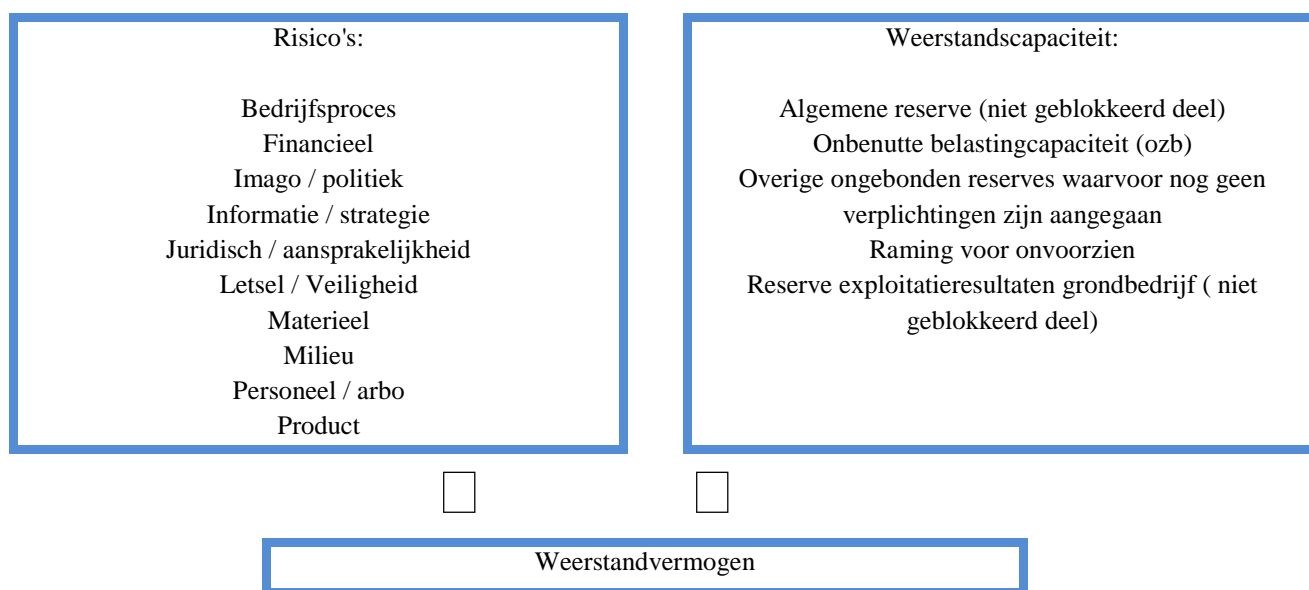 Risico's:
Bedrijfsproces
Financieel
Imago / politiek
Informatie / strategie
Juridisch / aansprakelijkheid
Letsel / Veiligheid
Materieel
Milieu
Personeel / arbo
Product
Weerstandscapaciteit:
Algemene reserve (niet geblokkeerd deel)
Onbenutte belastingcapaciteit (ozb)
Overige ongebonden reserves waarvoor nog geen
verplichtingen zijn aangegaan
Raming voor onvoorzien
Reserve exploitatieresultaten grondbedrijf ( niet
geblokkeerd deel)
Weerstandvermogen